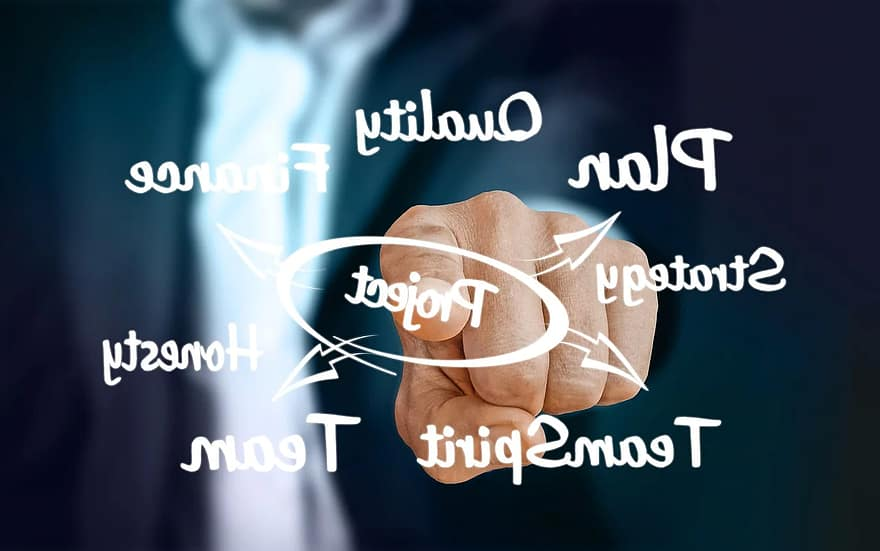 Quality
Plan
Finance
Strategy
Project
Honesty
TeamSpirit
Team